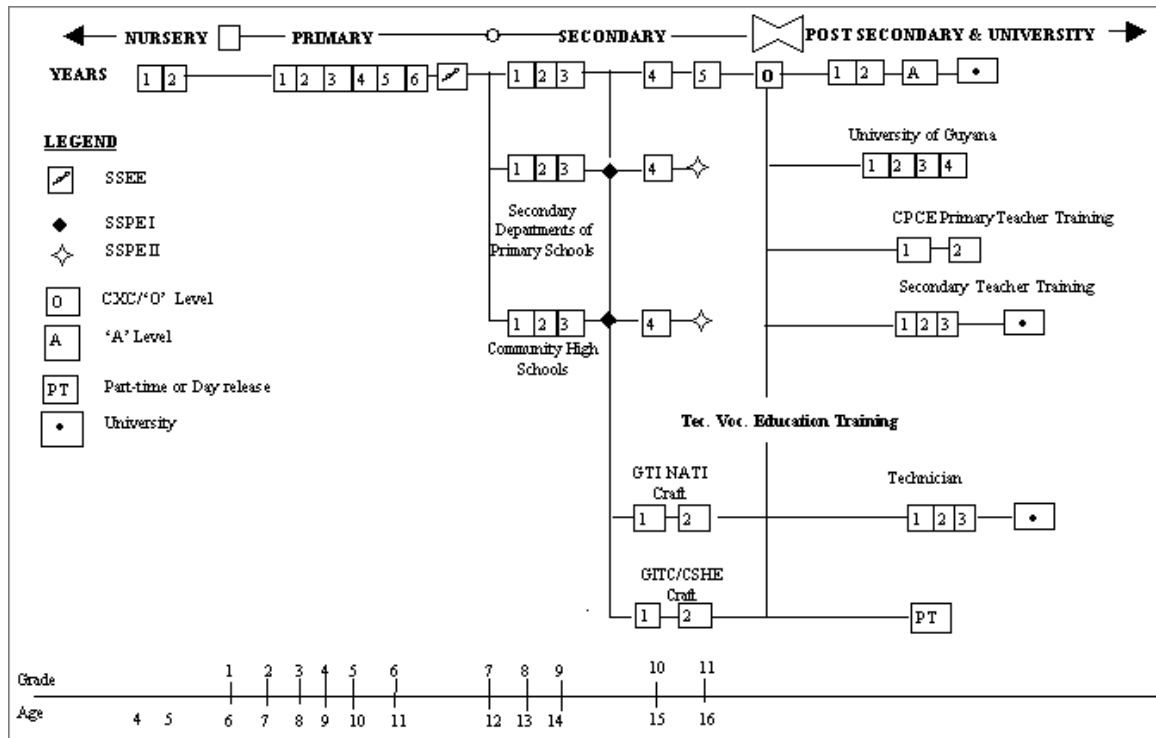 NURSERY PRIMARY SECONDARY POST SECONDARY & UNIVERSITY
YEARS 1 2 1 2 3 4 5 6 1 2 3 4 5 O 1 2 A
LEGEND
SSEE
SSPE I
SSPE II
O CXC/'O' Level
A 'A' Level
PT Part-time or Day release
University
1 2 3 4
Secondary
Departments of
Primary Schools
1 2 3 4
Community High
Schools
University of Guyana
1 2 3 4
CPCE Primary Teacher Training
1 2
Secondary Teacher Training
1 2 3
Tec. Voc. Education Training
GTI NATI
Craft
1 2
Technician
1 2 3
GITC/CSHE
Craft
1 2
PT
Grade 1 2 3 4 5 6 7 8 9 10 11
Age 4 5 6 7 8 9 10 11 12 13 14 15 16